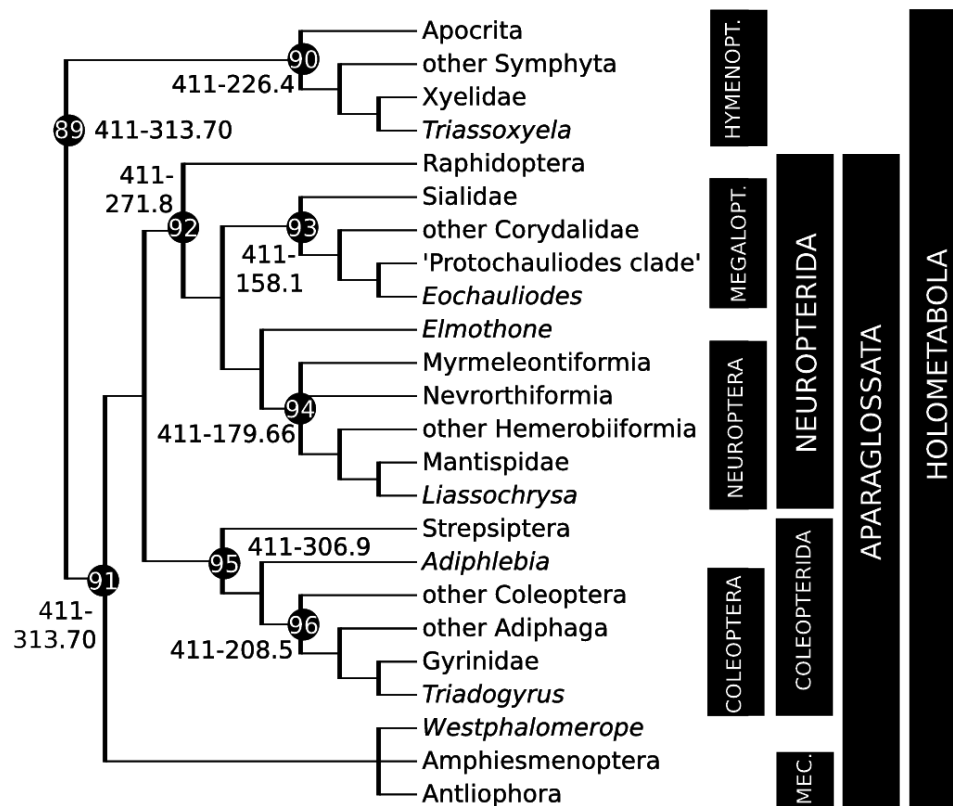 Apocrita
90
other Symphyta
411-226.4
Xyelidae
89
411-313.70
Triassoxyela
Raphidoptera
411-
271.8
Sialidae
92
93
other Corydalidae
411-
158.1
'Protochauliodes clade'
Eochauliodes
Elmothone
Myrmeleontiformia
Nevrorthiformia
94
411-179.66
other Hemerobiiformia
Mantispidae
Liassochrysa
Strepsiptera
411-306.9
95
Adiphlebia
91
other Coleoptera
411-
313.70
96
other Adiphaga
411-208.5
Gyrinidae
Triadogyrus
Westphalomerope
Amphiesmenoptera
Antliophora
HYMENOPT.
MEGALOPT.
NEUROPTERA
COLEOPTERA
NEUROPTERIDA
COLEOPTERIDA
MEC.
APARAGLOSSATA
HOLOMETABOLA